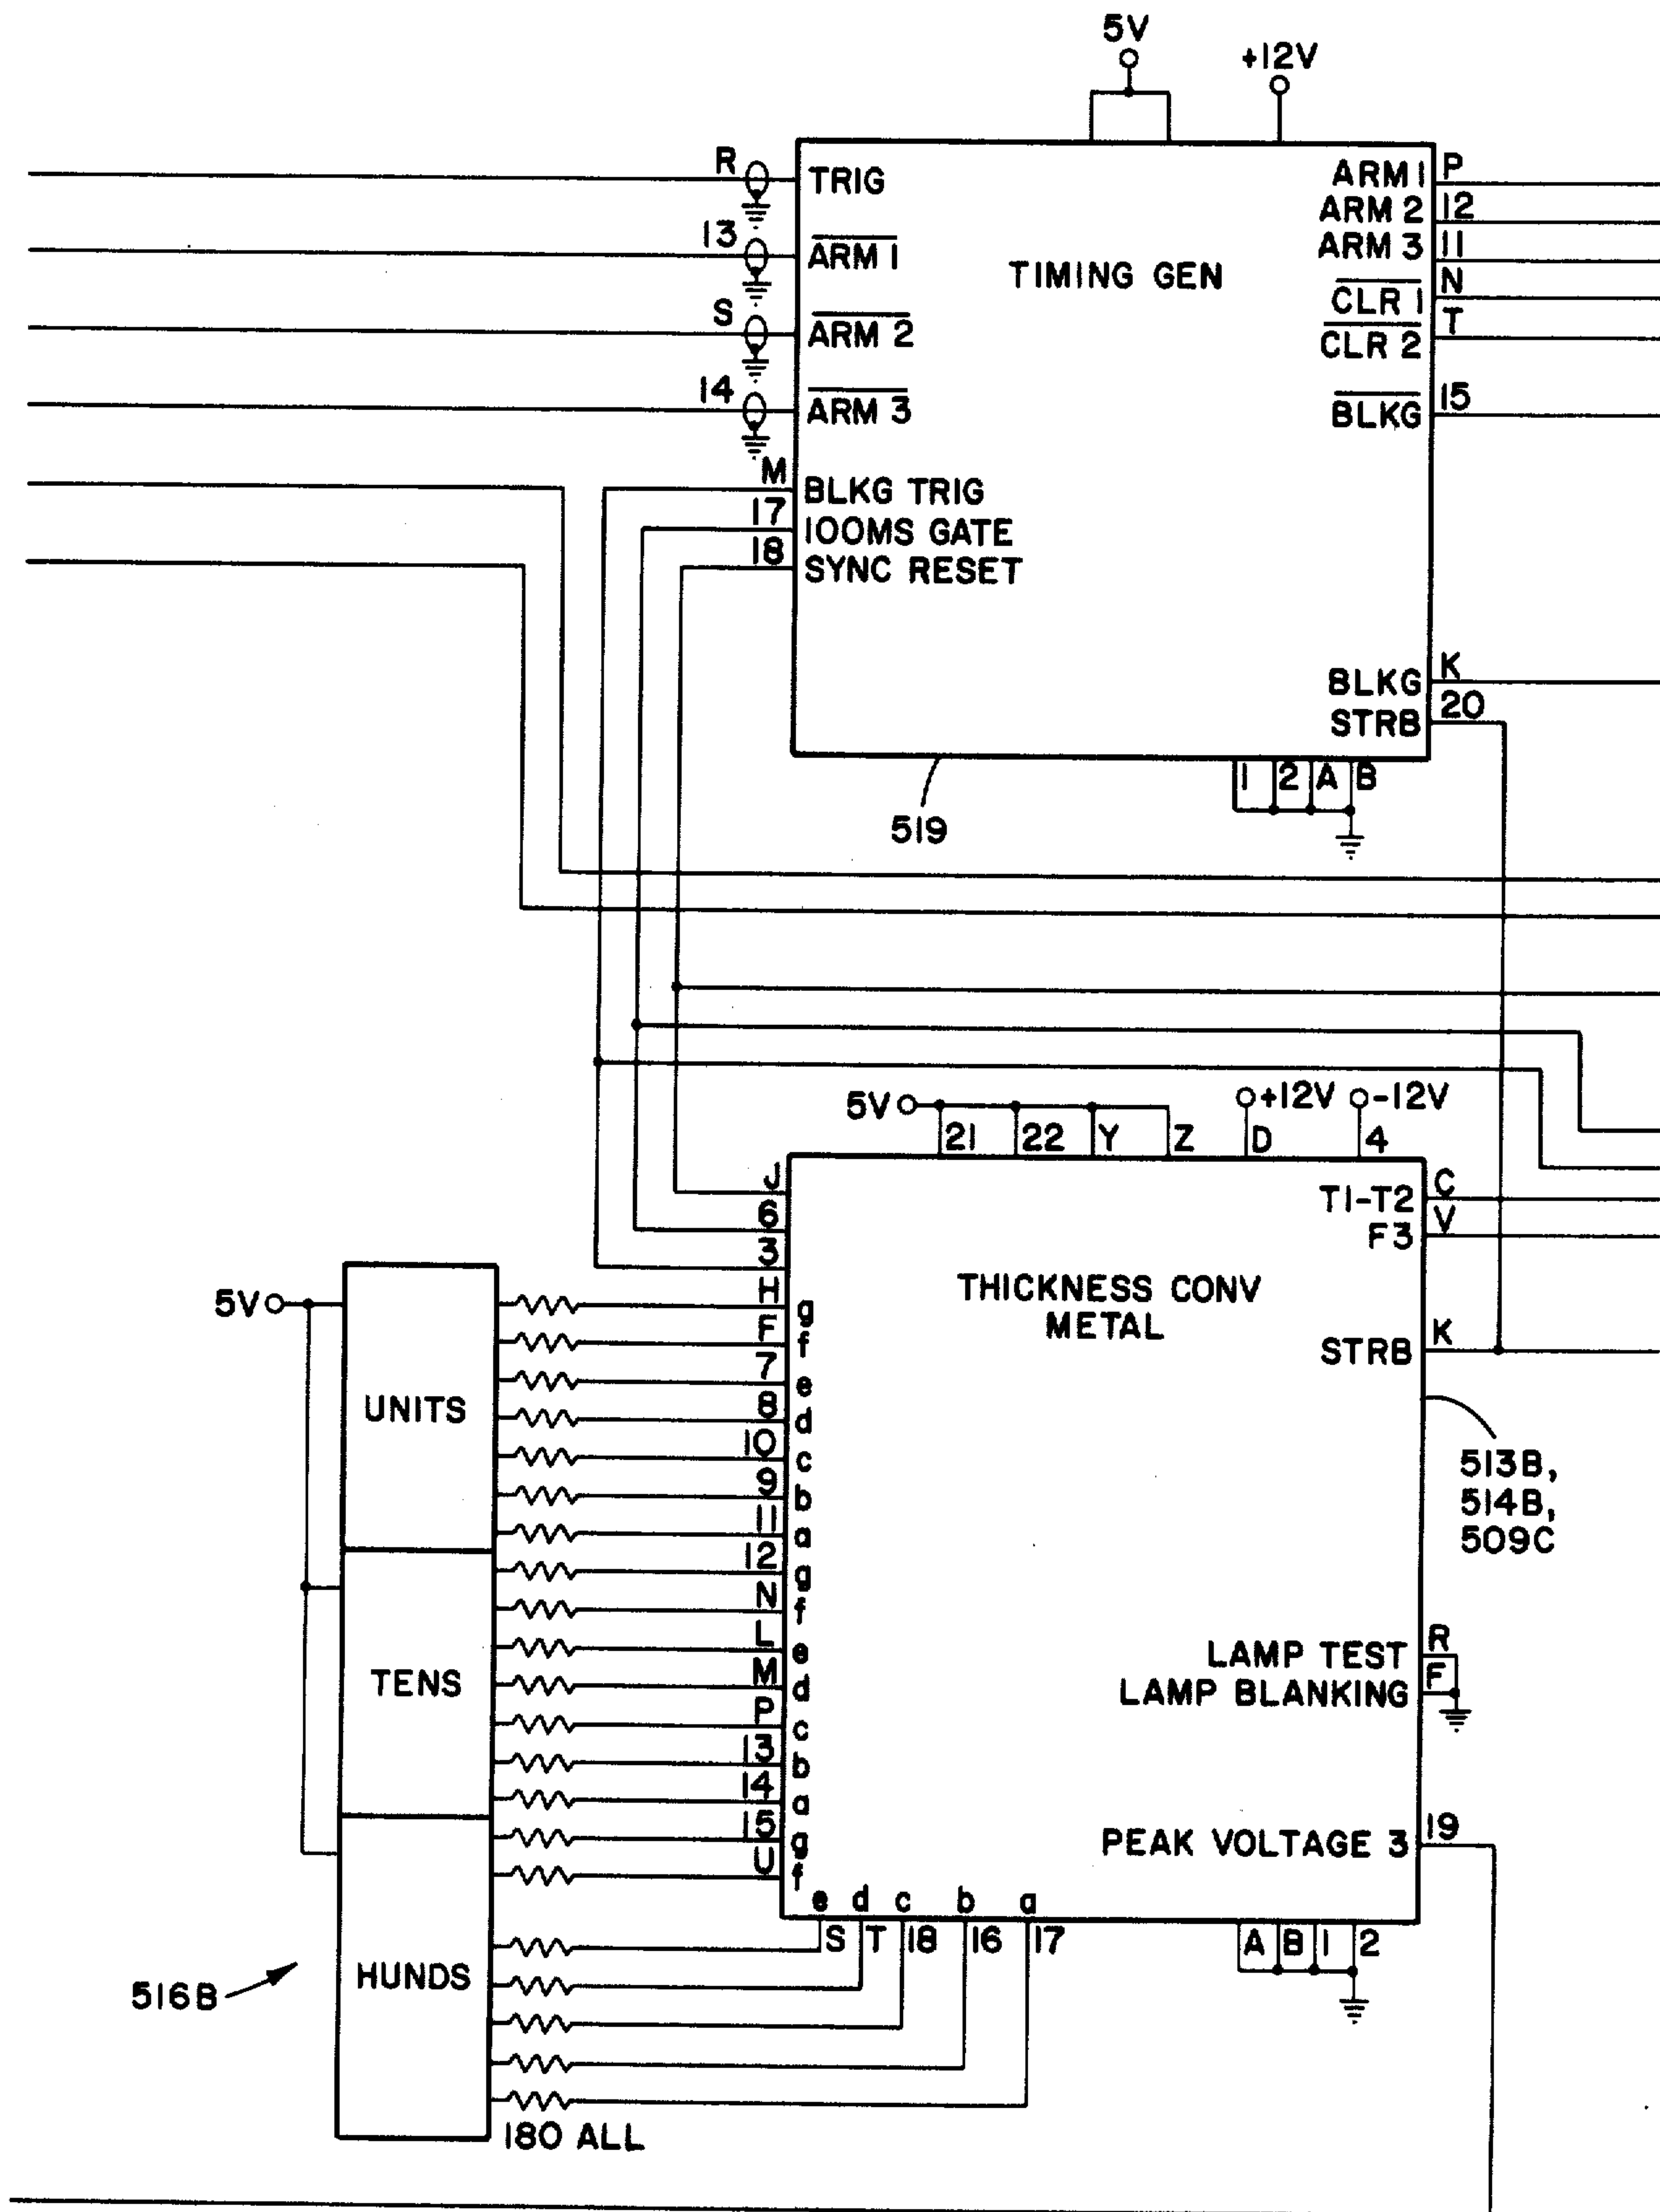 5V
+12V
R
TRIG
ARM 1
P
ARM 2
12
13
ARM 1
ARM 3
11
TIMING GEN
CLR 1
N
S
ARM 2
CLR 2
T
14
ARM 3
BLKG
15
M
BLKG TRIG
17
100MS GATE
18
SYNC RESET
BLKG
K
STRB
20
1
2
A
B
519
5V
+12V
-12V
21
22
Y
Z
D
4
J
T1-T2
C
6
F3
V
3
THICKNESS CONV
METAL
5V
H
g
F
f
STRB
K
7
e
UNITS
8
d
10
c
513B,
9
b
514B,
11
a
509C
12
g
N
f
L
e
LAMP TEST
R
TENS
M
d
LAMP BLANKING
F
P
c
13
b
14
a
15
g
PEAK VOLTAGE 3
19
U
f
e
d
c
b
a
S
T
18
16
17
A
B
1
2
HUNDS
516B
180 ALL